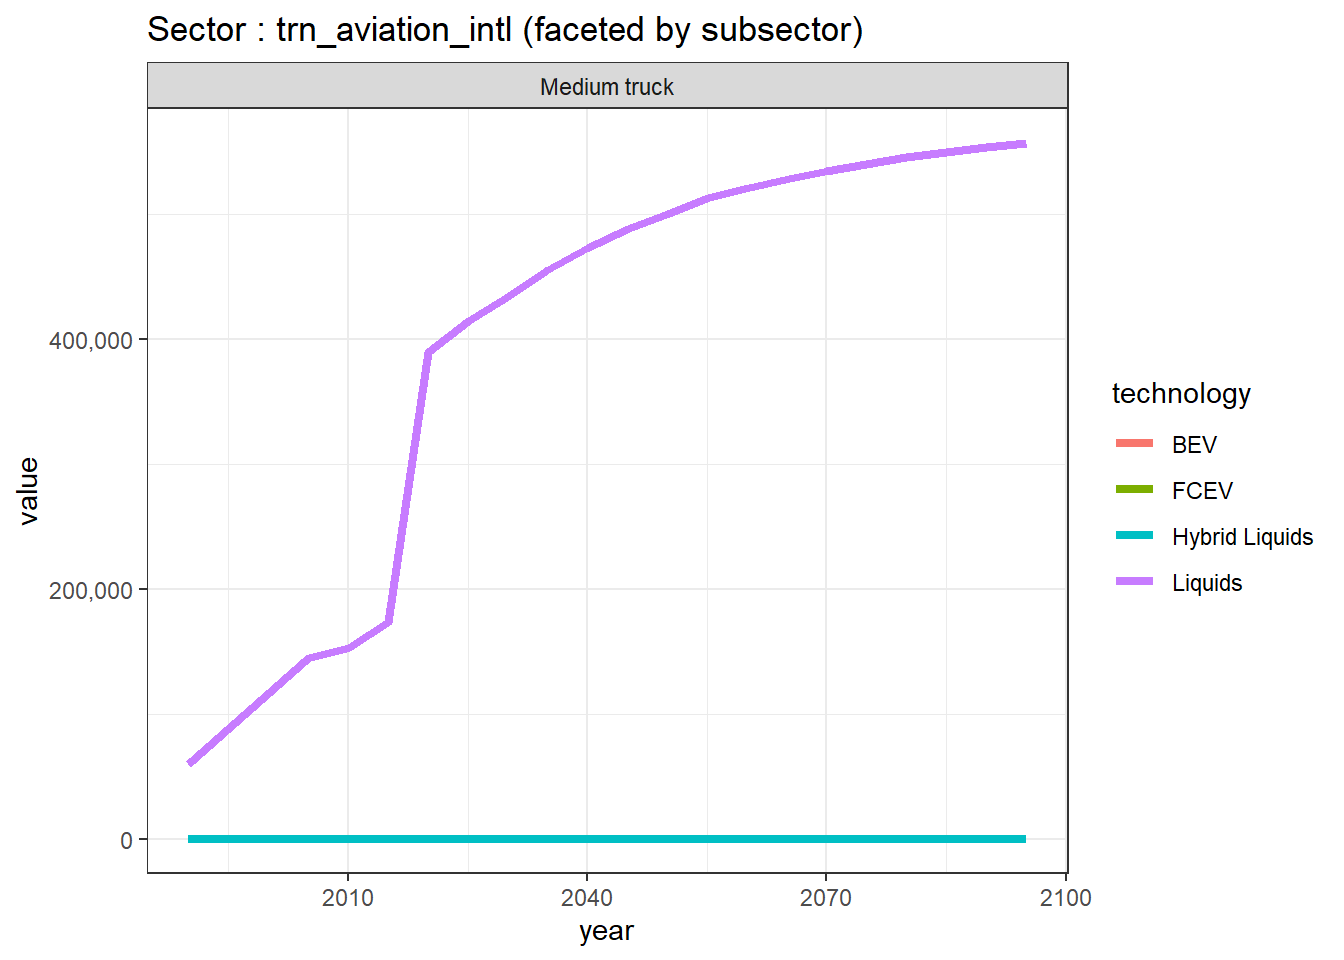 Sector : trn_aviation_intl (faceted by subsector)
Medium truck
400,000
200,000
0
value
2010
2040
2070
2100
year
technology
BEV
FCEV
Hybrid Liquids
Liquids